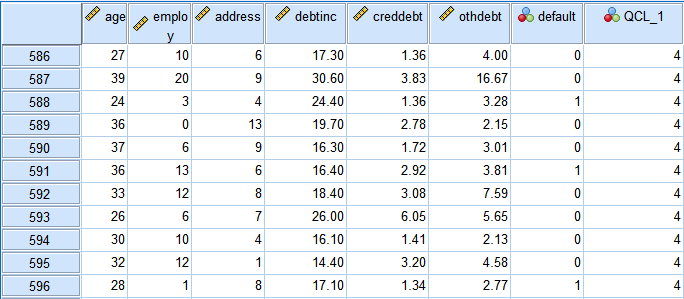 age employ address debtinc creddebt othdebt default QCL_1
586 27 10 6 17.30 1.36 4.00 0 4
587 39 20 9 30.60 3.83 16.67 0 4
588 24 3 4 24.40 1.36 3.28 1 4
589 36 0 13 19.70 2.78 2.15 0 4
590 37 6 9 16.30 1.72 3.01 0 4
591 36 13 6 16.40 2.92 3.81 1 4
592 33 12 8 18.40 3.08 7.59 0 4
593 26 6 7 26.00 6.05 5.65 0 4
594 30 10 4 16.10 1.41 2.13 0 4
595 32 12 1 14.40 3.20 4.58 0 4
596 28 1 8 17.10 1.34 2.77 1 4